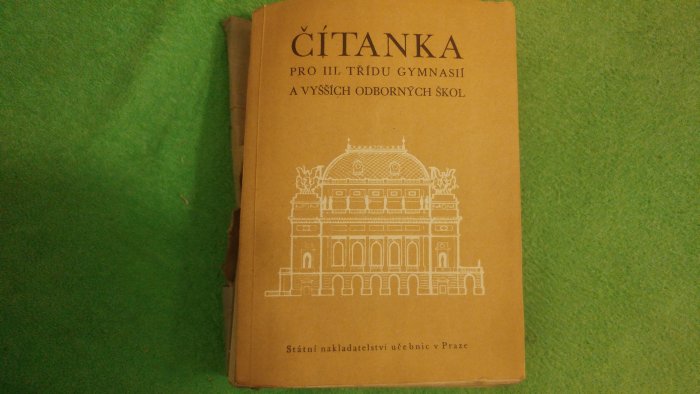 ČÍTANKA
PRO III. TŘÍDU GYMNASIÍ
A VYŠŠÍCH ODBORNÝCH ŠKOL
Státní nakladatelství učebnic v Praze